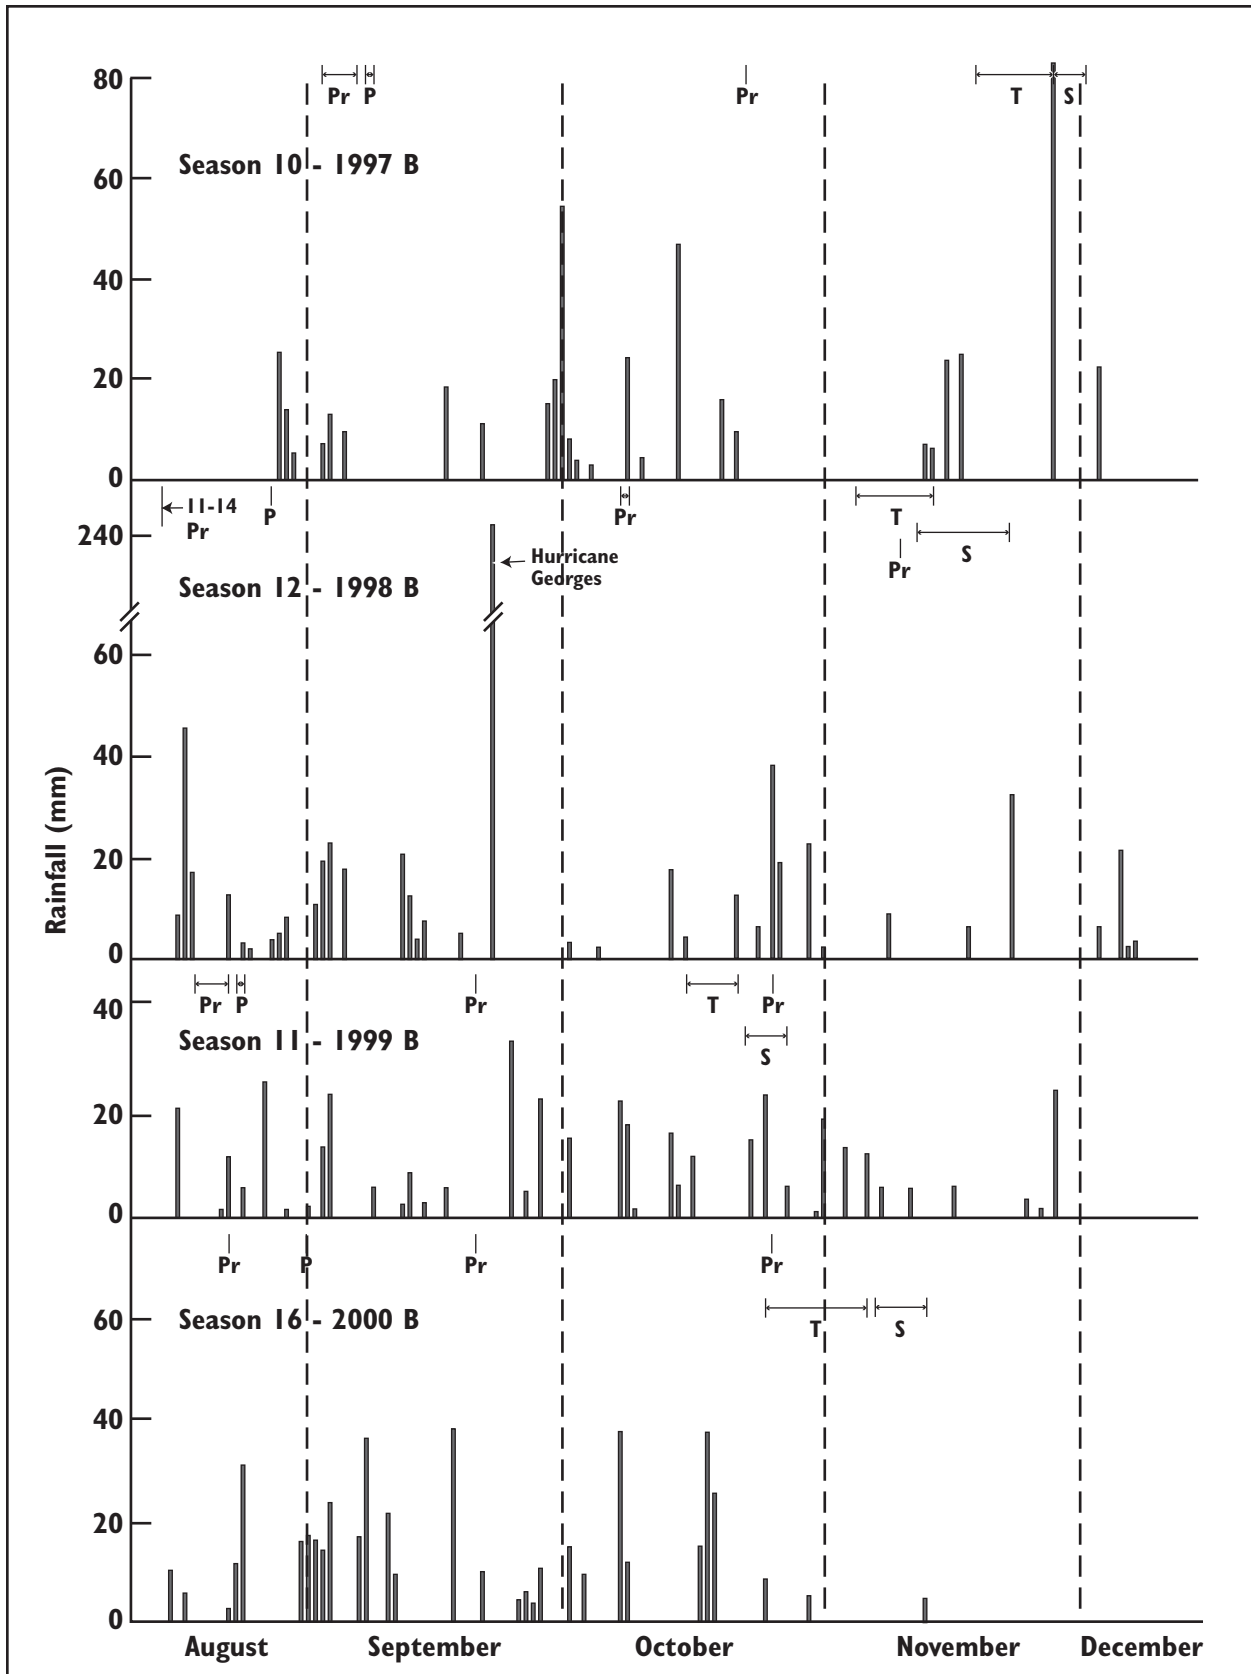 80
Pr P Pr T S
Season 10 - 1997 B
60
40
20
0
11-14
Pr P Pr T
240
Pr S
Hurricane
Georges
Season 12 - 1998 B
60
40
20
0
Rainfall (mm)
Pr P Pr T Pr
40
Season 11 - 1999 B
S
20
0
Pr P Pr Pr
60
Season 16 - 2000 B
T S
40
20
0
August September October November December